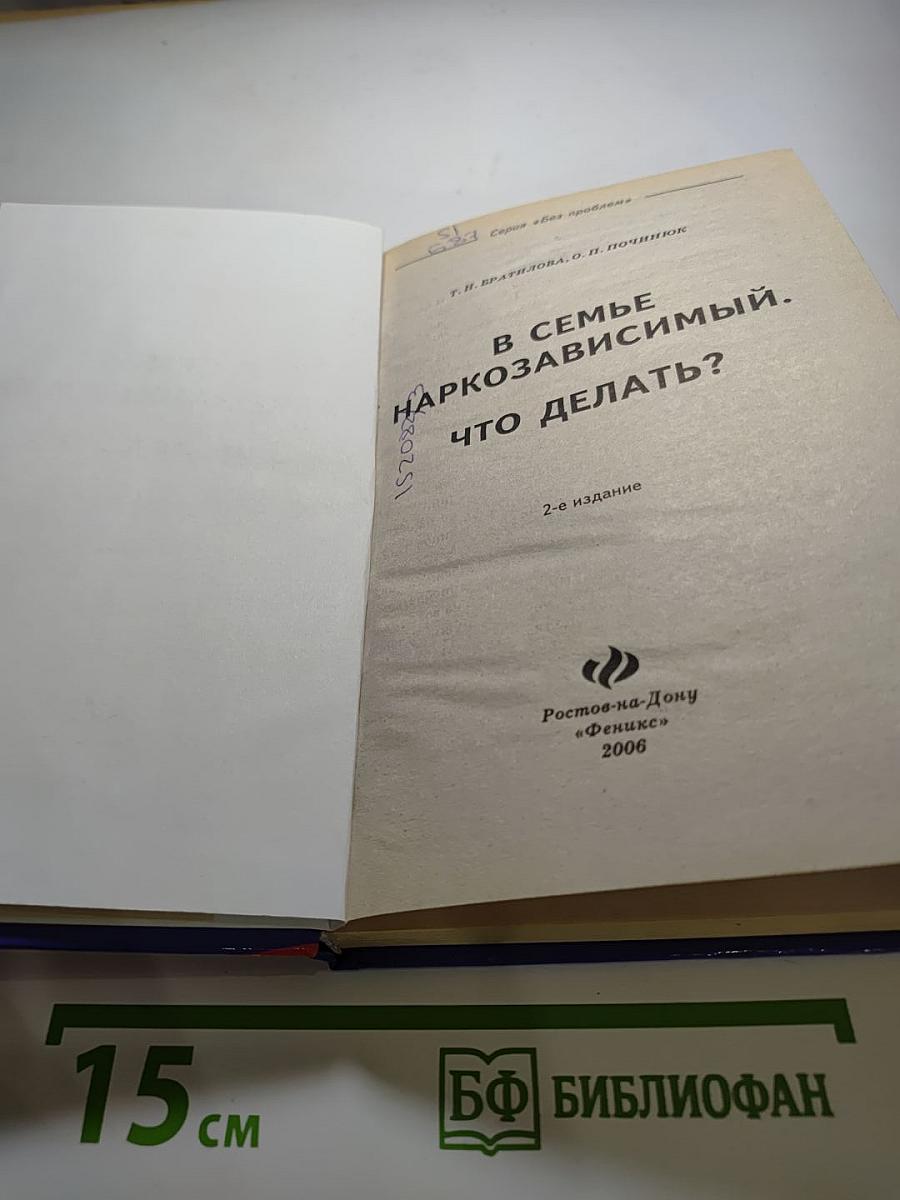 Серия «Без проблем»
51
Т. Н. БРАТИЛОВА, О. П. ПОЧИНЮК
В СЕМЬЕ
НАРКОЗАВИСИМЫЙ.
ЧТО ДЕЛАТЬ?
2-е издание
Ростов-на-Дону
«Феникс»
2006
15 см
БФ БИБЛИОФАН